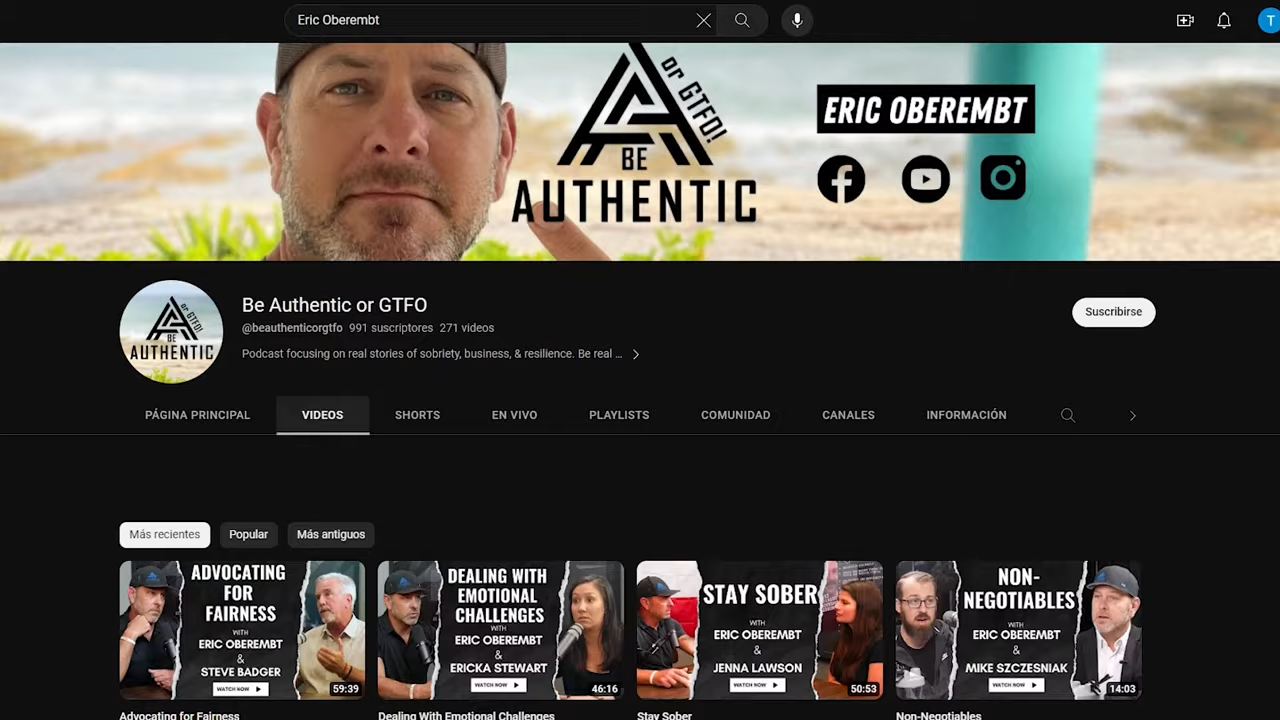 Eric Oberembt
T
or GTFO!
BE
AUTHENTIC
ERIC OBEREMBT
or GTFO!
BE
AUTHENTIC
Be Authentic or GTFO
@beauthenticorgtfo 991 suscriptores 271 videos
Podcast focusing on real stories of sobriety, business, & resilience. Be real ...
Suscribirse
PÁGINA PRINCIPAL VIDEOS SHORTS EN VIVO PLAYLISTS COMUNIDAD CANALES INFORMACIÓN
Más recientes Popular Más antiguos
ADVOCATING
FOR
FAIRNESS
WITH
ERIC OBEREMBT
&
STEVE BADGER
WATCH NOW
59:39
DEALING WITH
EMOTIONAL
CHALLENGES
WITH
ERIC OBEREMBT
&
ERICKA STEWART
WATCH NOW
46:16
STAY SOBER
WITH
ERIC OBEREMBT
&
JENNA LAWSON
WATCH NOW
50:53
NON-
NEGOTIABLES
WITH
ERIC OBEREMBT
&
MIKE SZCZESNIAK
WATCH NOW
14:03
Advocating for Fairness
Dealing With Emotional Challenges
Stay Sober
Non-Negotiables